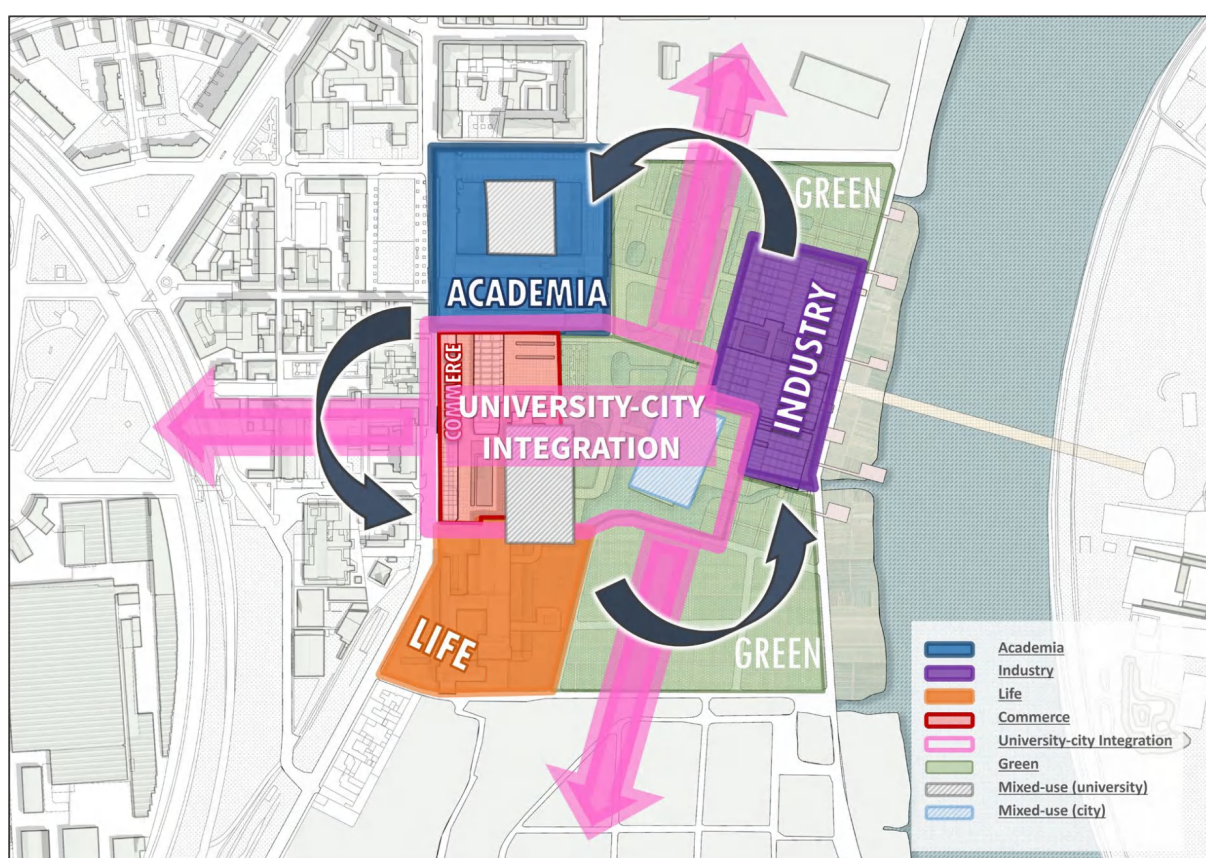 GREEN
ACADEMIA
INDUSTRY
COMMERCE
UNIVERSITY-CITY
INTEGRATION
LIFE
GREEN
Academia
Industry
Life
Commerce
University-city Integration
Green
Mixed-use (university)
Mixed-use (city)